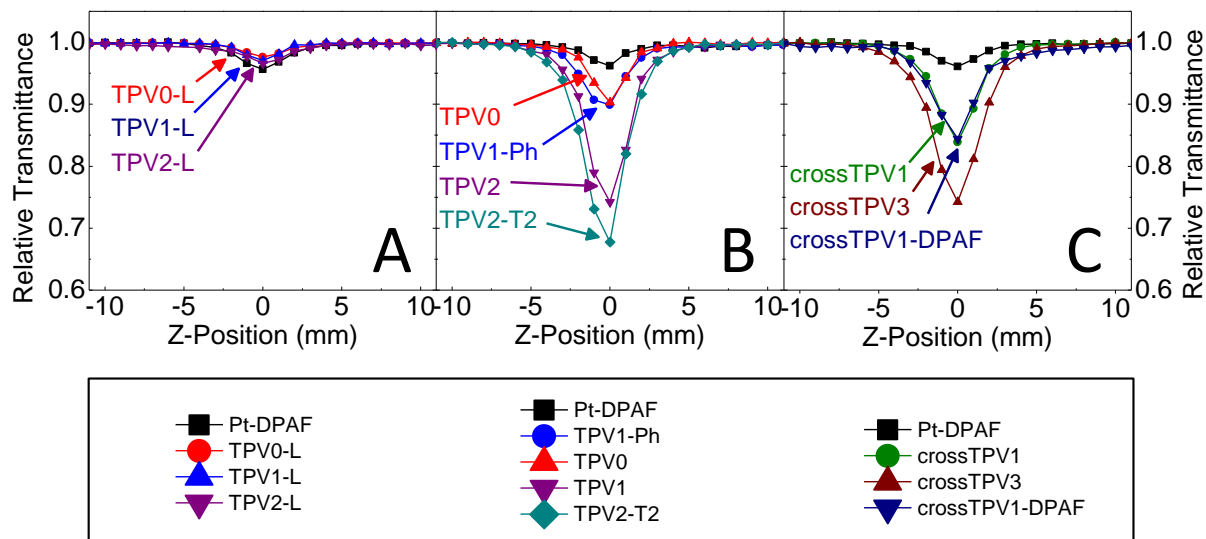 Relative Transmittance
1.0
0.9
0.8
0.7
0.6
TPV0-L
TPV1-L
TPV2-L
A
-10 -5 0 5 10
Z-Position (mm)
TPV0
TPV1-Ph
TPV2
TPV2-T2
B
-10 -5 0 5 10
Z-Position (mm)
crossTPV1
crossTPV3
crossTPV1-DPAF
C
-10 -5 0 5 10
Z-Position (mm)
1.0
0.9
0.8
0.7
0.6
Relative Transmittance
Pt-DPAF
TPV0-L
TPV1-L
TPV2-L
Pt-DPAF
TPV1-Ph
TPV0
TPV1
TPV2-T2
Pt-DPAF
crossTPV1
crossTPV3
crossTPV1-DPAF